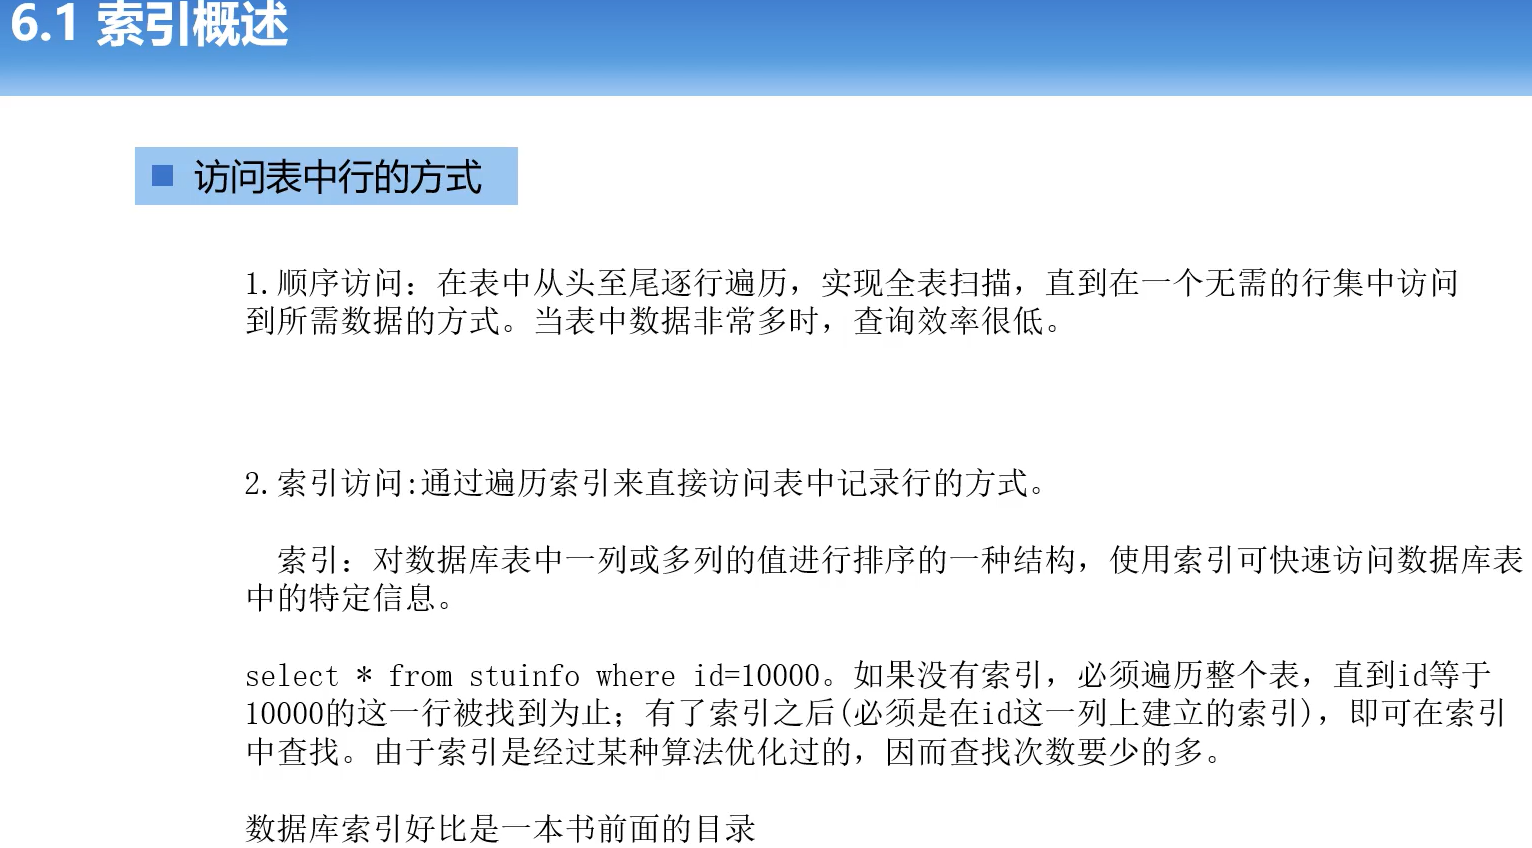 6.1 索引概述
访问表中行的方式
1.顺序访问：在表中从头至尾逐行遍历，实现全表扫描，直到在一个无需的行集中访问
到所需数据的方式。当表中数据非常多时，查询效率很低。
2.索引访问:通过遍历索引来直接访问表中记录行的方式。
索引：对数据库表中一列或多列的值进行排序的一种结构，使用索引可快速访问数据库表
中的特定信息。
select * from stuinfo where id=10000。如果没有索引，必须遍历整个表，直到id等于
10000的这一行被找到为止；有了索引之后(必须是在id这一列上建立的索引)，即可在索引
中查找。由于索引是经过某种算法优化过的，因而查找次数要少的多。
数据库索引好比是一本书前面的目录